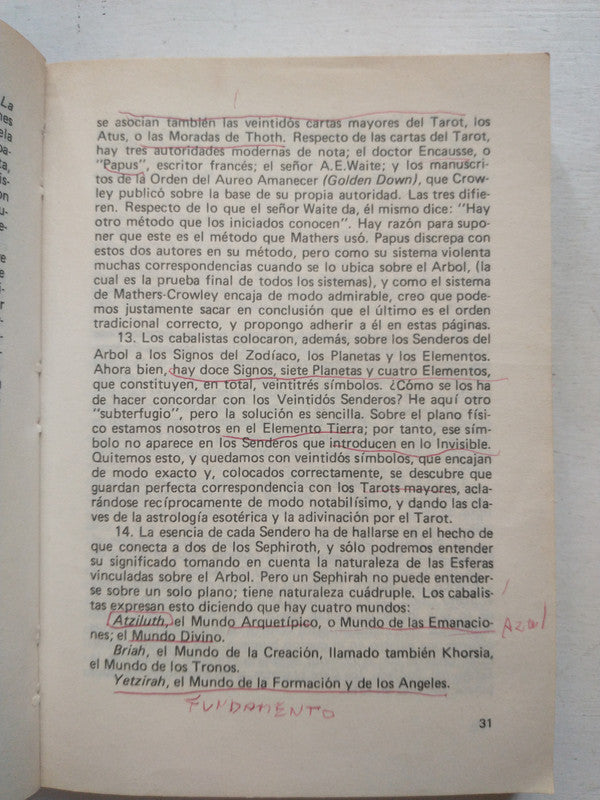 La
nes
ela
se asocian también las veintidós cartas mayores del Tarot, los
Atus, o las Moradas de Thoth. Respecto de las cartas del Tarot,
hay tres autoridades modernas de nota; el doctor Encausse, o
"Papus", escritor francés; el señor A.E.Waite; y los manuscri-
tos de la Orden del Aureo Amanecer (Golden Down), que Crow-
ley publicó sobre la base de su propia autoridad. Las tres difie-
ren. Respecto de lo que el señor Waite da, él mismo dice: "Hay
otro método que los iniciados conocen". Hay razón para supo-
ner que este es el método que Mathers usó. Papus discrepa con
estos dos autores en su método, pero como su sistema violenta
muchas correspondencias cuando se lo ubica sobre el Arbol, (la
cual es la prueba final de todos los sistemas), y como el sistema
de Mathers-Crowley encaja de modo admirable, creo que pode-
mos justamente sacar en conclusión que el último es el orden
tradicional correcto, y propongo adherir a él en estas páginas.
13. Los cabalistas colocaron, además, sobre los Senderos del
Arbol a los Signos del Zodíaco, los Planetas y los Elementos.
Ahora bien, hay doce Signos, siete Planetas y cuatro Elementos,
que constituyen, en total, veintitrés símbolos. ¿Cómo se los ha
de hacer concordar con los Veintidós Senderos? He aquí otro
"subterfugio", pero la solución es sencilla. Sobre el plano físi-
co estamos nosotros en el Elemento Tierra; por tanto, ese sím-
bolo no aparece en los Senderos que introducen en lo Invisible.
Quitemos esto, y quedamos con veintidós símbolos, que encajan
de modo exacto y, colocados correctamente, se descubre que
guardan perfecta correspondencia con los Tarots mayores, acla-
rándose recíprocamente de modo notabilísimo, y dando las cla-
ves de la astrología esotérica y la adivinación por el Tarot.
14. La esencia de cada Sendero ha de hallarse en el hecho de
que conecta a dos de los Sephiroth, y sólo podremos entender
su significado tomando en cuenta la naturaleza de las Esferas
vinculadas sobre el Arbol. Pero un Sephirah no puede entender-
se sobre un solo plano; tiene naturaleza cuádruple. Los cabalis-
tas expresan esto diciendo que hay cuatro mundos:
Atziluth, el Mundo Arquetípico, o Mundo de las Emanacio-
nes; el Mundo Divino.
Azul
Briah, el Mundo de la Creación, llamado también Khorsia,
el Mundo de los Tronos.
Yetzirah, el Mundo de la Formación y de los Angeles.
FUNDAMENTO
31